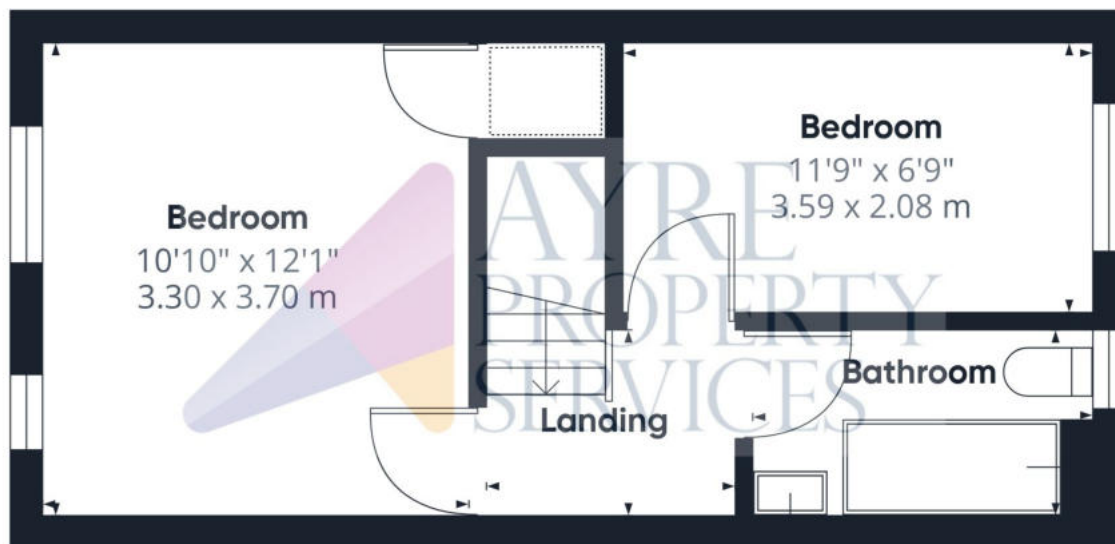 Bedroom
10'10" x 12'1"
3.30 x 3.70 m
Bedroom
11'9" x 6'9"
3.59 x 2.08 m
AYRE
PROPERTY
SERVICES
Landing
Bathroom